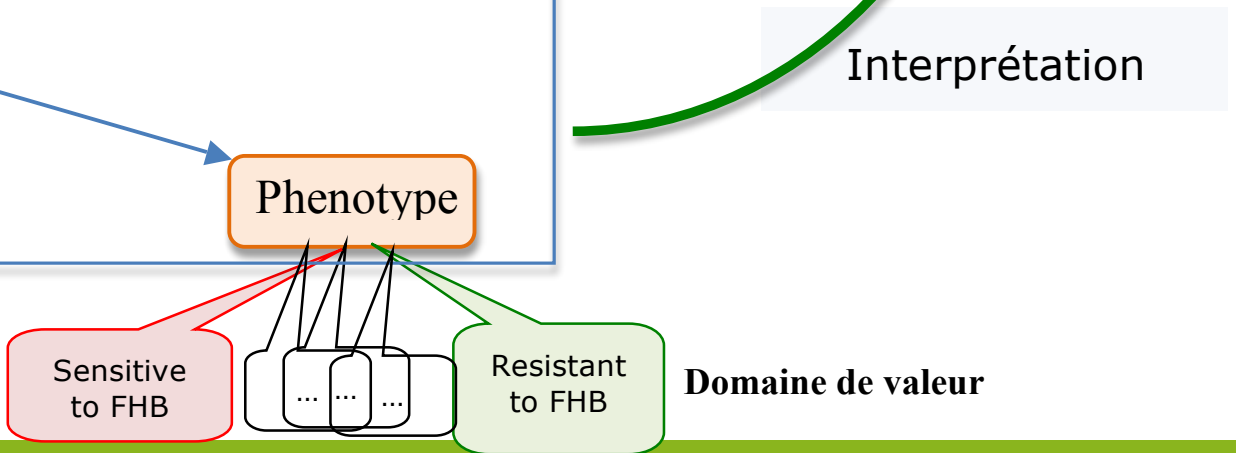 Interprétation
Phenotype
Sensitive
to FHB
...
...
...
Resistant
to FHB
Domaine de valeur